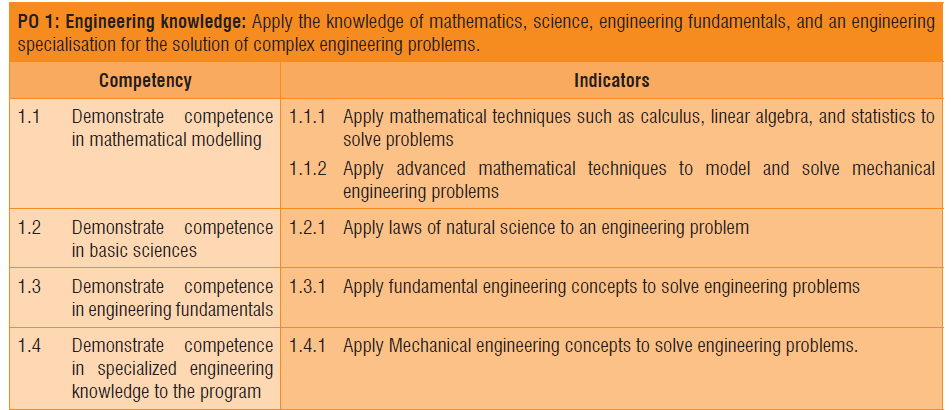 PO 1: Engineering knowledge: Apply the knowledge of mathematics, science, engineering fundamentals, and an engineering
specialisation for the solution of complex engineering problems.
Competency
Indicators
1.1 Demonstrate competence
in mathematical modelling
1.1.1 Apply mathematical techniques such as calculus, linear algebra, and statistics to
solve problems
1.1.2 Apply advanced mathematical techniques to model and solve mechanical
engineering problems
1.2 Demonstrate competence
in basic sciences
1.2.1 Apply laws of natural science to an engineering problem
1.3 Demonstrate competence
in engineering fundamentals
1.3.1 Apply fundamental engineering concepts to solve engineering problems
1.4 Demonstrate competence
in specialized engineering
knowledge to the program
1.4.1 Apply Mechanical engineering concepts to solve engineering problems.